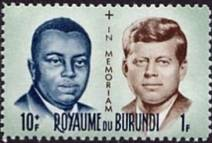 + IN MEMORIAM
10F ROYAUME DU BURUNDI 1F